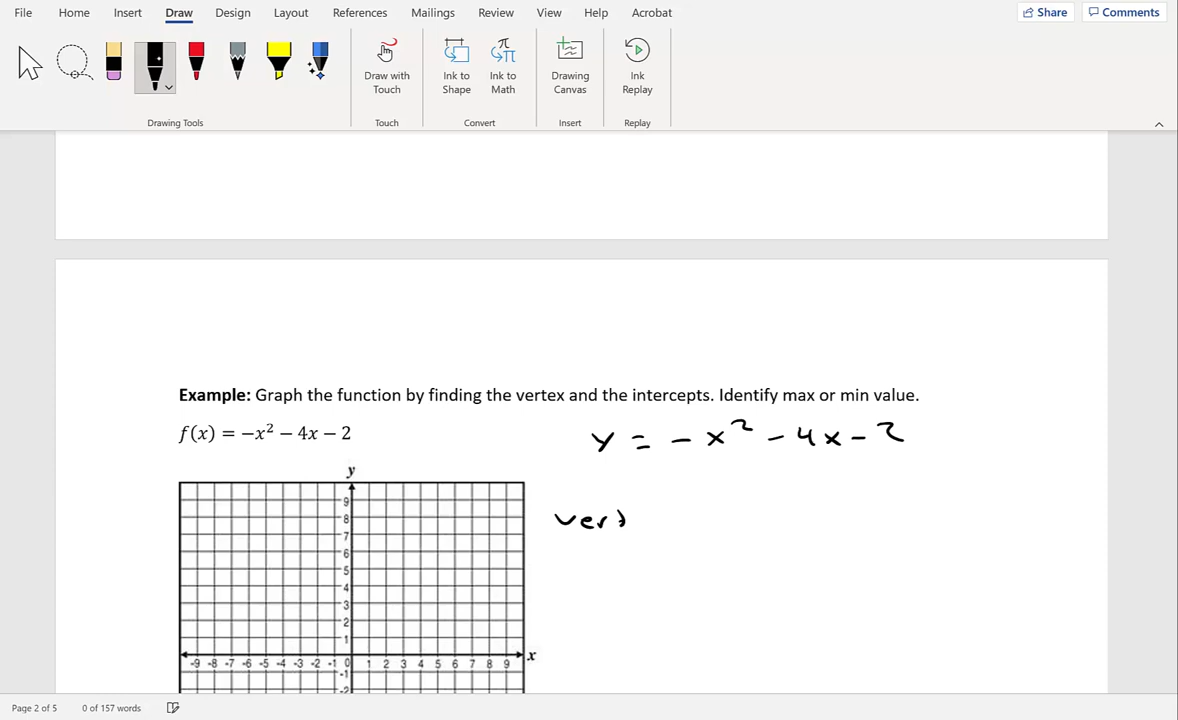 File Home Insert Draw Design Layout References Mailings Review View Help Acrobat Share Comments
Draw with Touch Ink to Shape Ink to Math Drawing Canvas Ink Replay
Drawing Tools Touch Convert Insert Replay
Example: Graph the function by finding the vertex and the intercepts. Identify max or min value.
f(x) = −x² − 4x − 2
y = − x² − 4x − 2
y
9
8
vert
7
6
5
4
3
2
1
x
-9 -8 -7 -6 -5 -4 -3 -2 -1 0 1 2 3 4 5 6 7 8 9
-1
-2
Page 2 of 5 0 of 157 words